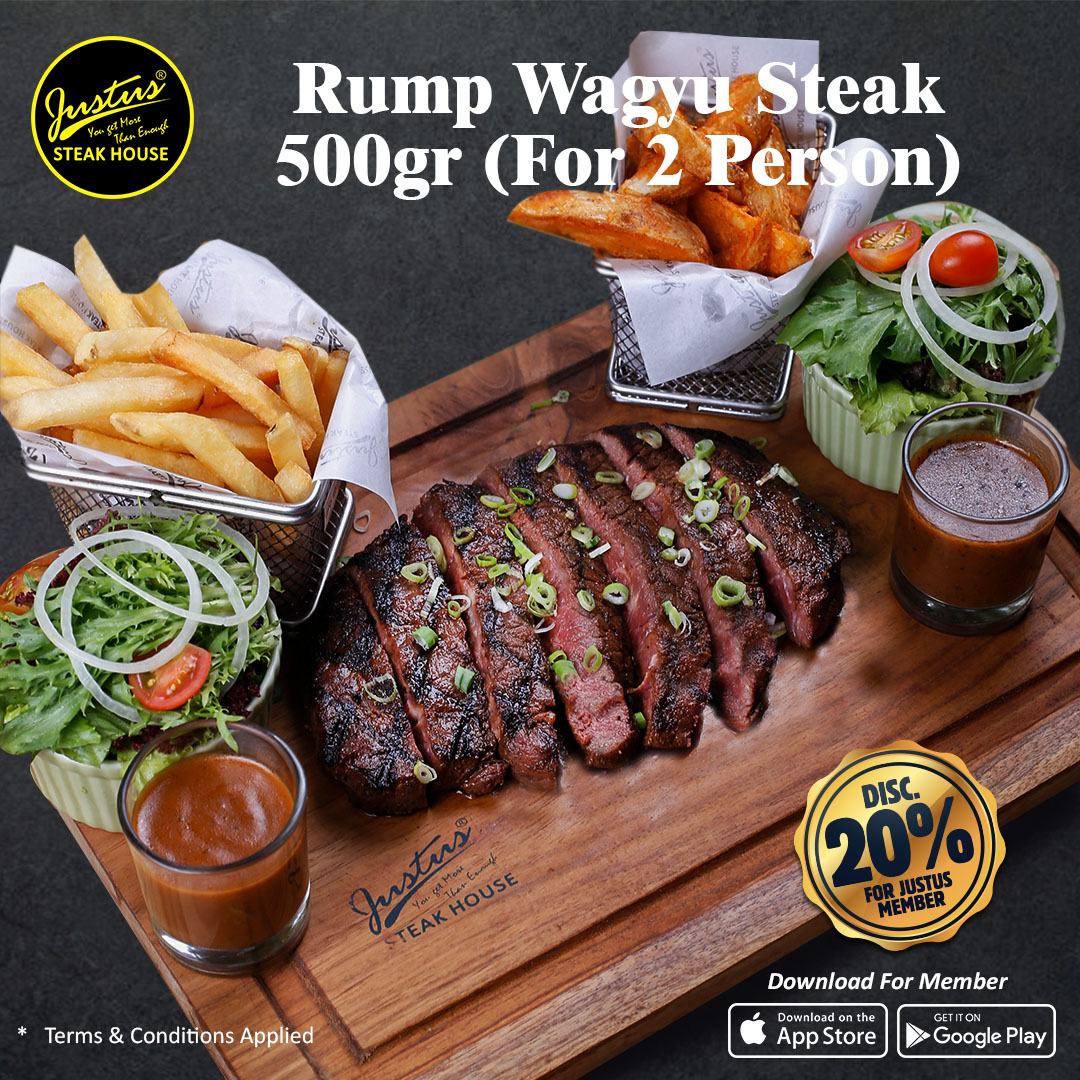 Justus®
You get More
Than Enough
STEAK HOUSE
Rump Wagyu Steak
500gr (For 2 Person)
Justus®
You get More
Than Enough
STEAK HOUSE
DISC.
20%
FOR JUSTUS
MEMBER
Download For Member
Download on the
App Store
GET IT ON
Google Play
* Terms & Conditions Applied